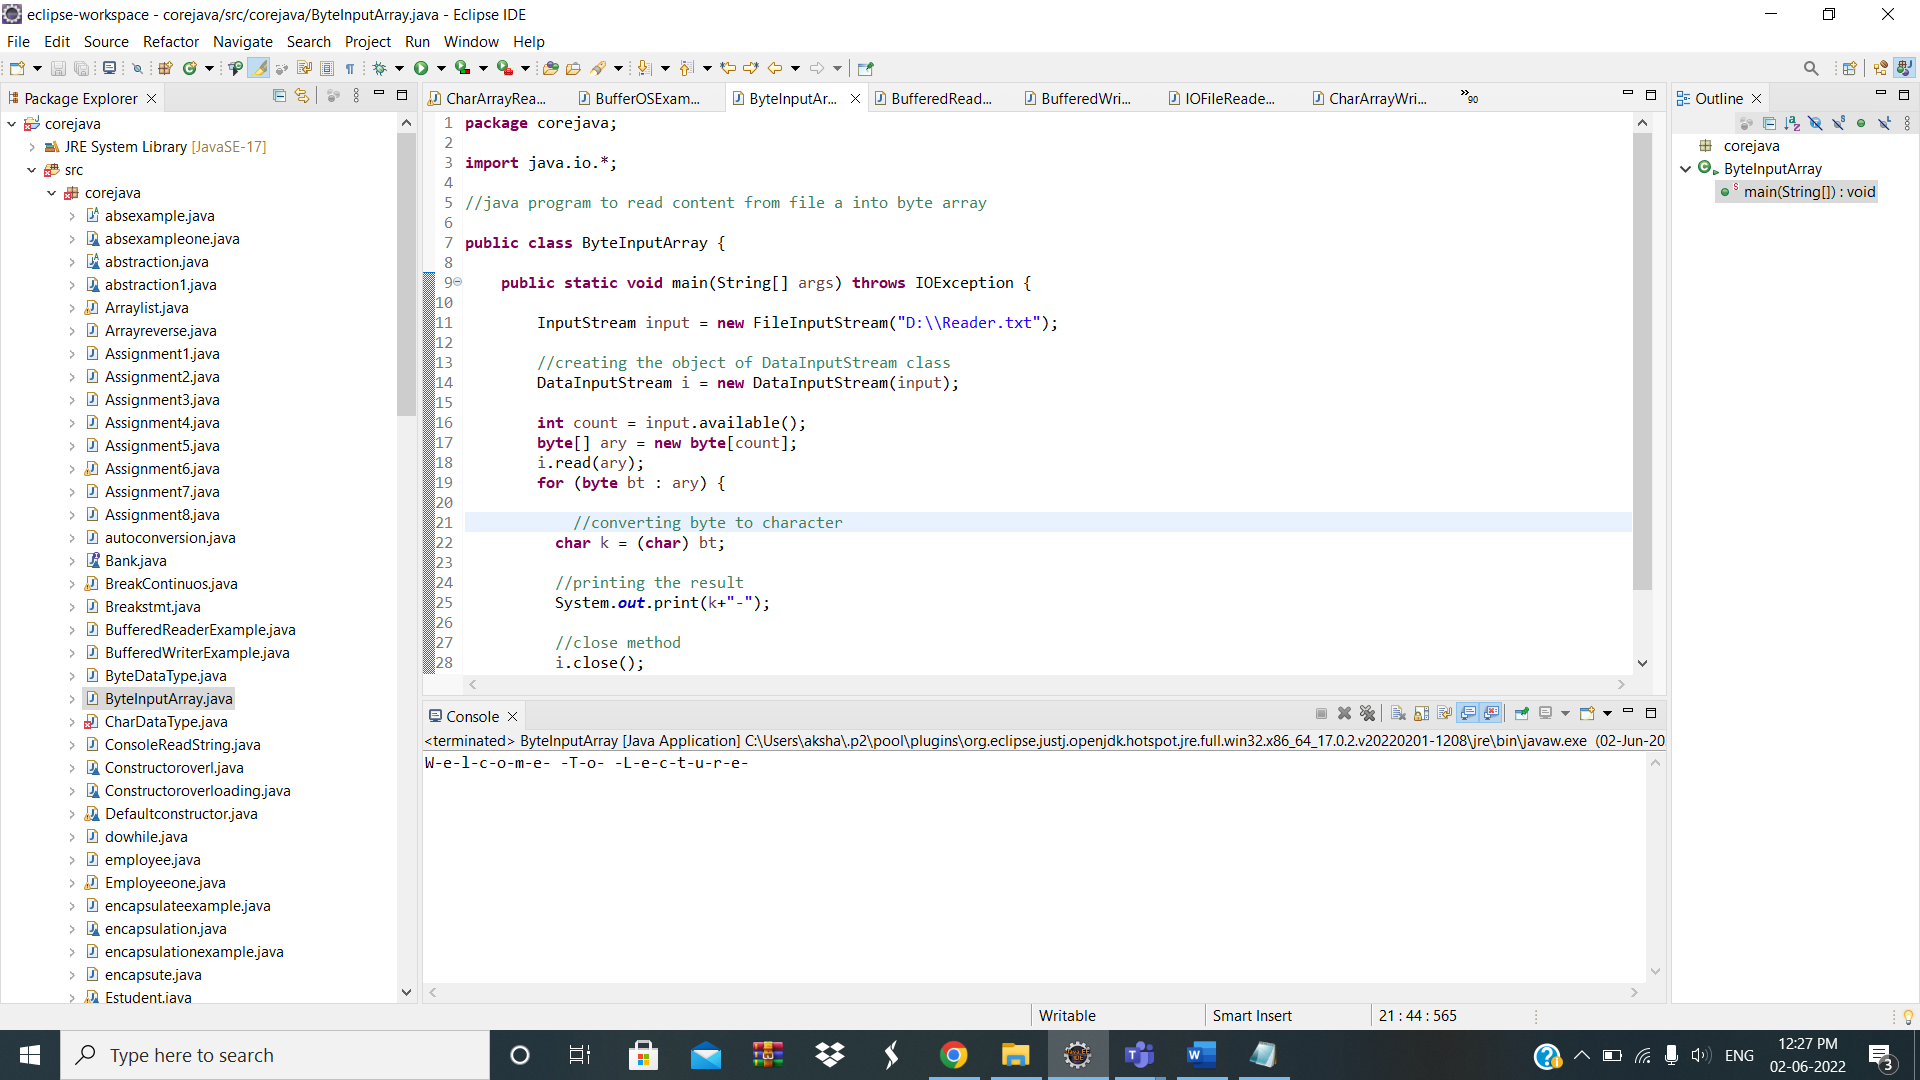 eclipse-workspace - corejava/src/corejava/ByteInputArray.java - Eclipse IDE
File Edit Source Refactor Navigate Search Project Run Window Help
Package Explorer
corejava
JRE System Library [JavaSE-17]
src
corejava
absexample.java
absexampleone.java
abstraction.java
abstraction1.java
Arraylist.java
Arrayreverse.java
Assignment1.java
Assignment2.java
Assignment3.java
Assignment4.java
Assignment5.java
Assignment6.java
Assignment7.java
Assignment8.java
autoconversion.java
Bank.java
BreakContinuos.java
Breakstmt.java
BufferedReaderExample.java
BufferedWriterExample.java
ByteDataType.java
ByteInputArray.java
CharDataType.java
ConsoleReadString.java
Constructoroverl.java
Constructoroverloading.java
Defaultconstructor.java
dowhile.java
employee.java
Employeeone.java
encapsulateexample.java
encapsulation.java
encapsulationexample.java
encapsute.java
Estudent.java
CharArrayRea... BufferOSExam... ByteInputAr... BufferedRead... BufferedWri... IOFileReade... CharArrayWri... »90
1 package corejava;
2
3 import java.io.*;
4
5 //java program to read content from file a into byte array
6
7 public class ByteInputArray {
8
9 public static void main(String[] args) throws IOException {
10
11 InputStream input = new FileInputStream("D:\\Reader.txt");
12
13 //creating the object of DataInputStream class
14 DataInputStream i = new DataInputStream(input);
15
16 int count = input.available();
17 byte[] ary = new byte[count];
18 i.read(ary);
19 for (byte bt : ary) {
20
21 //converting byte to character
22 char k = (char) bt;
23
24 //printing the result
25 System.out.print(k+"-");
26
27 //close method
28 i.close();
Console
<terminated> ByteInputArray [Java Application] C:\Users\aksha\.p2\pool\plugins\org.eclipse.justj.openjdk.hotspot.jre.full.win32.x86_64_17.0.2.v20220201-1208\jre\bin\javaw.exe (02-Jun-20
W-e-l-c-o-m-e- -T-o- -L-e-c-t-u-r-e-
Outline
corejava
ByteInputArray
main(String[]) : void
Writable Smart Insert 21 : 44 : 565
Type here to search
ENG
12:27 PM
02-06-2022
3